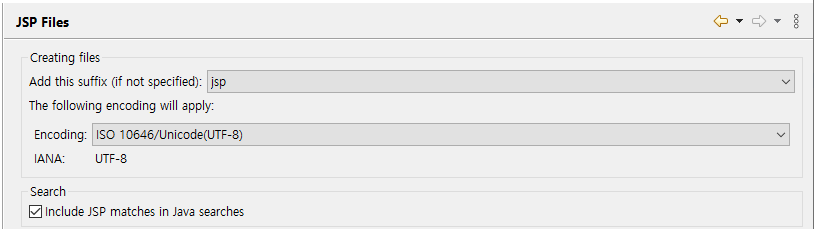 JSP Files
Creating files
Add this suffix (if not specified): jsp
The following encoding will apply:
Encoding: ISO 10646/Unicode(UTF-8)
IANA: UTF-8
Search
Include JSP matches in Java searches